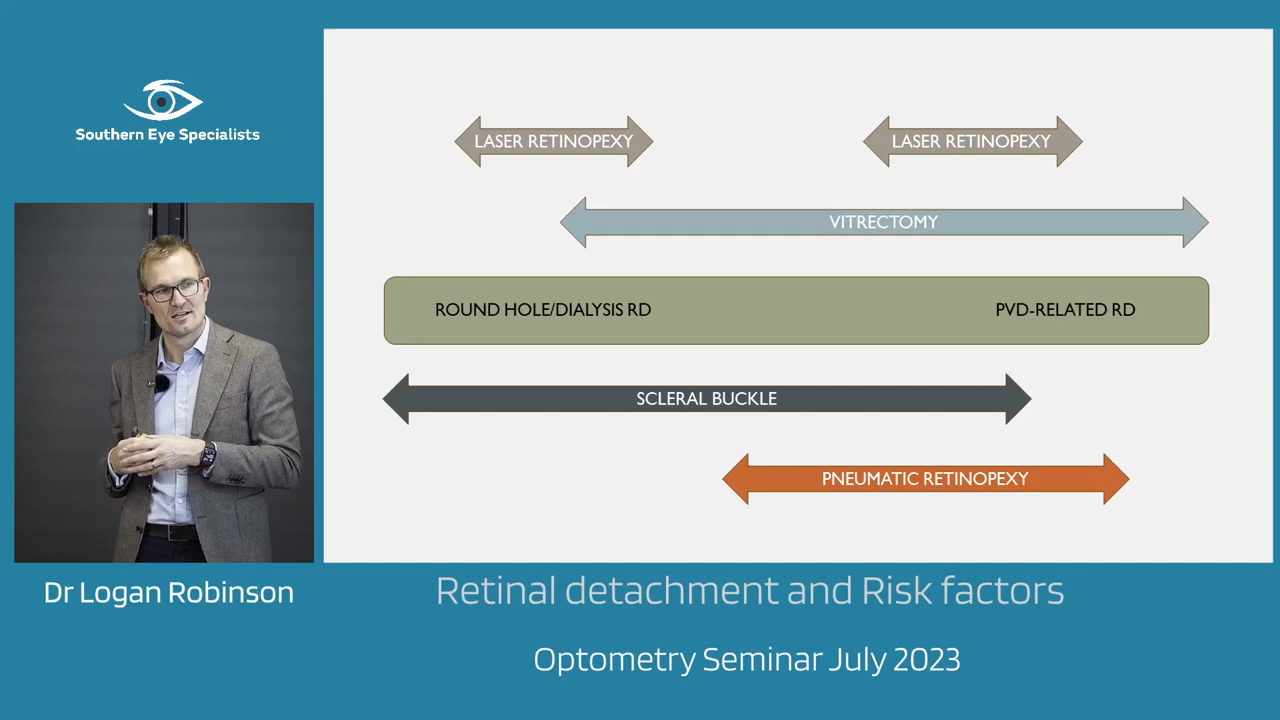 Southern Eye Specialists
LASER RETINOPEXY
LASER RETINOPEXY
VITRECTOMY
ROUND HOLE/DIALYSIS RD
PVD-RELATED RD
SCLERAL BUCKLE
PNEUMATIC RETINOPEXY
Dr Logan Robinson
Retinal detachment and Risk factors
Optometry Seminar July 2023